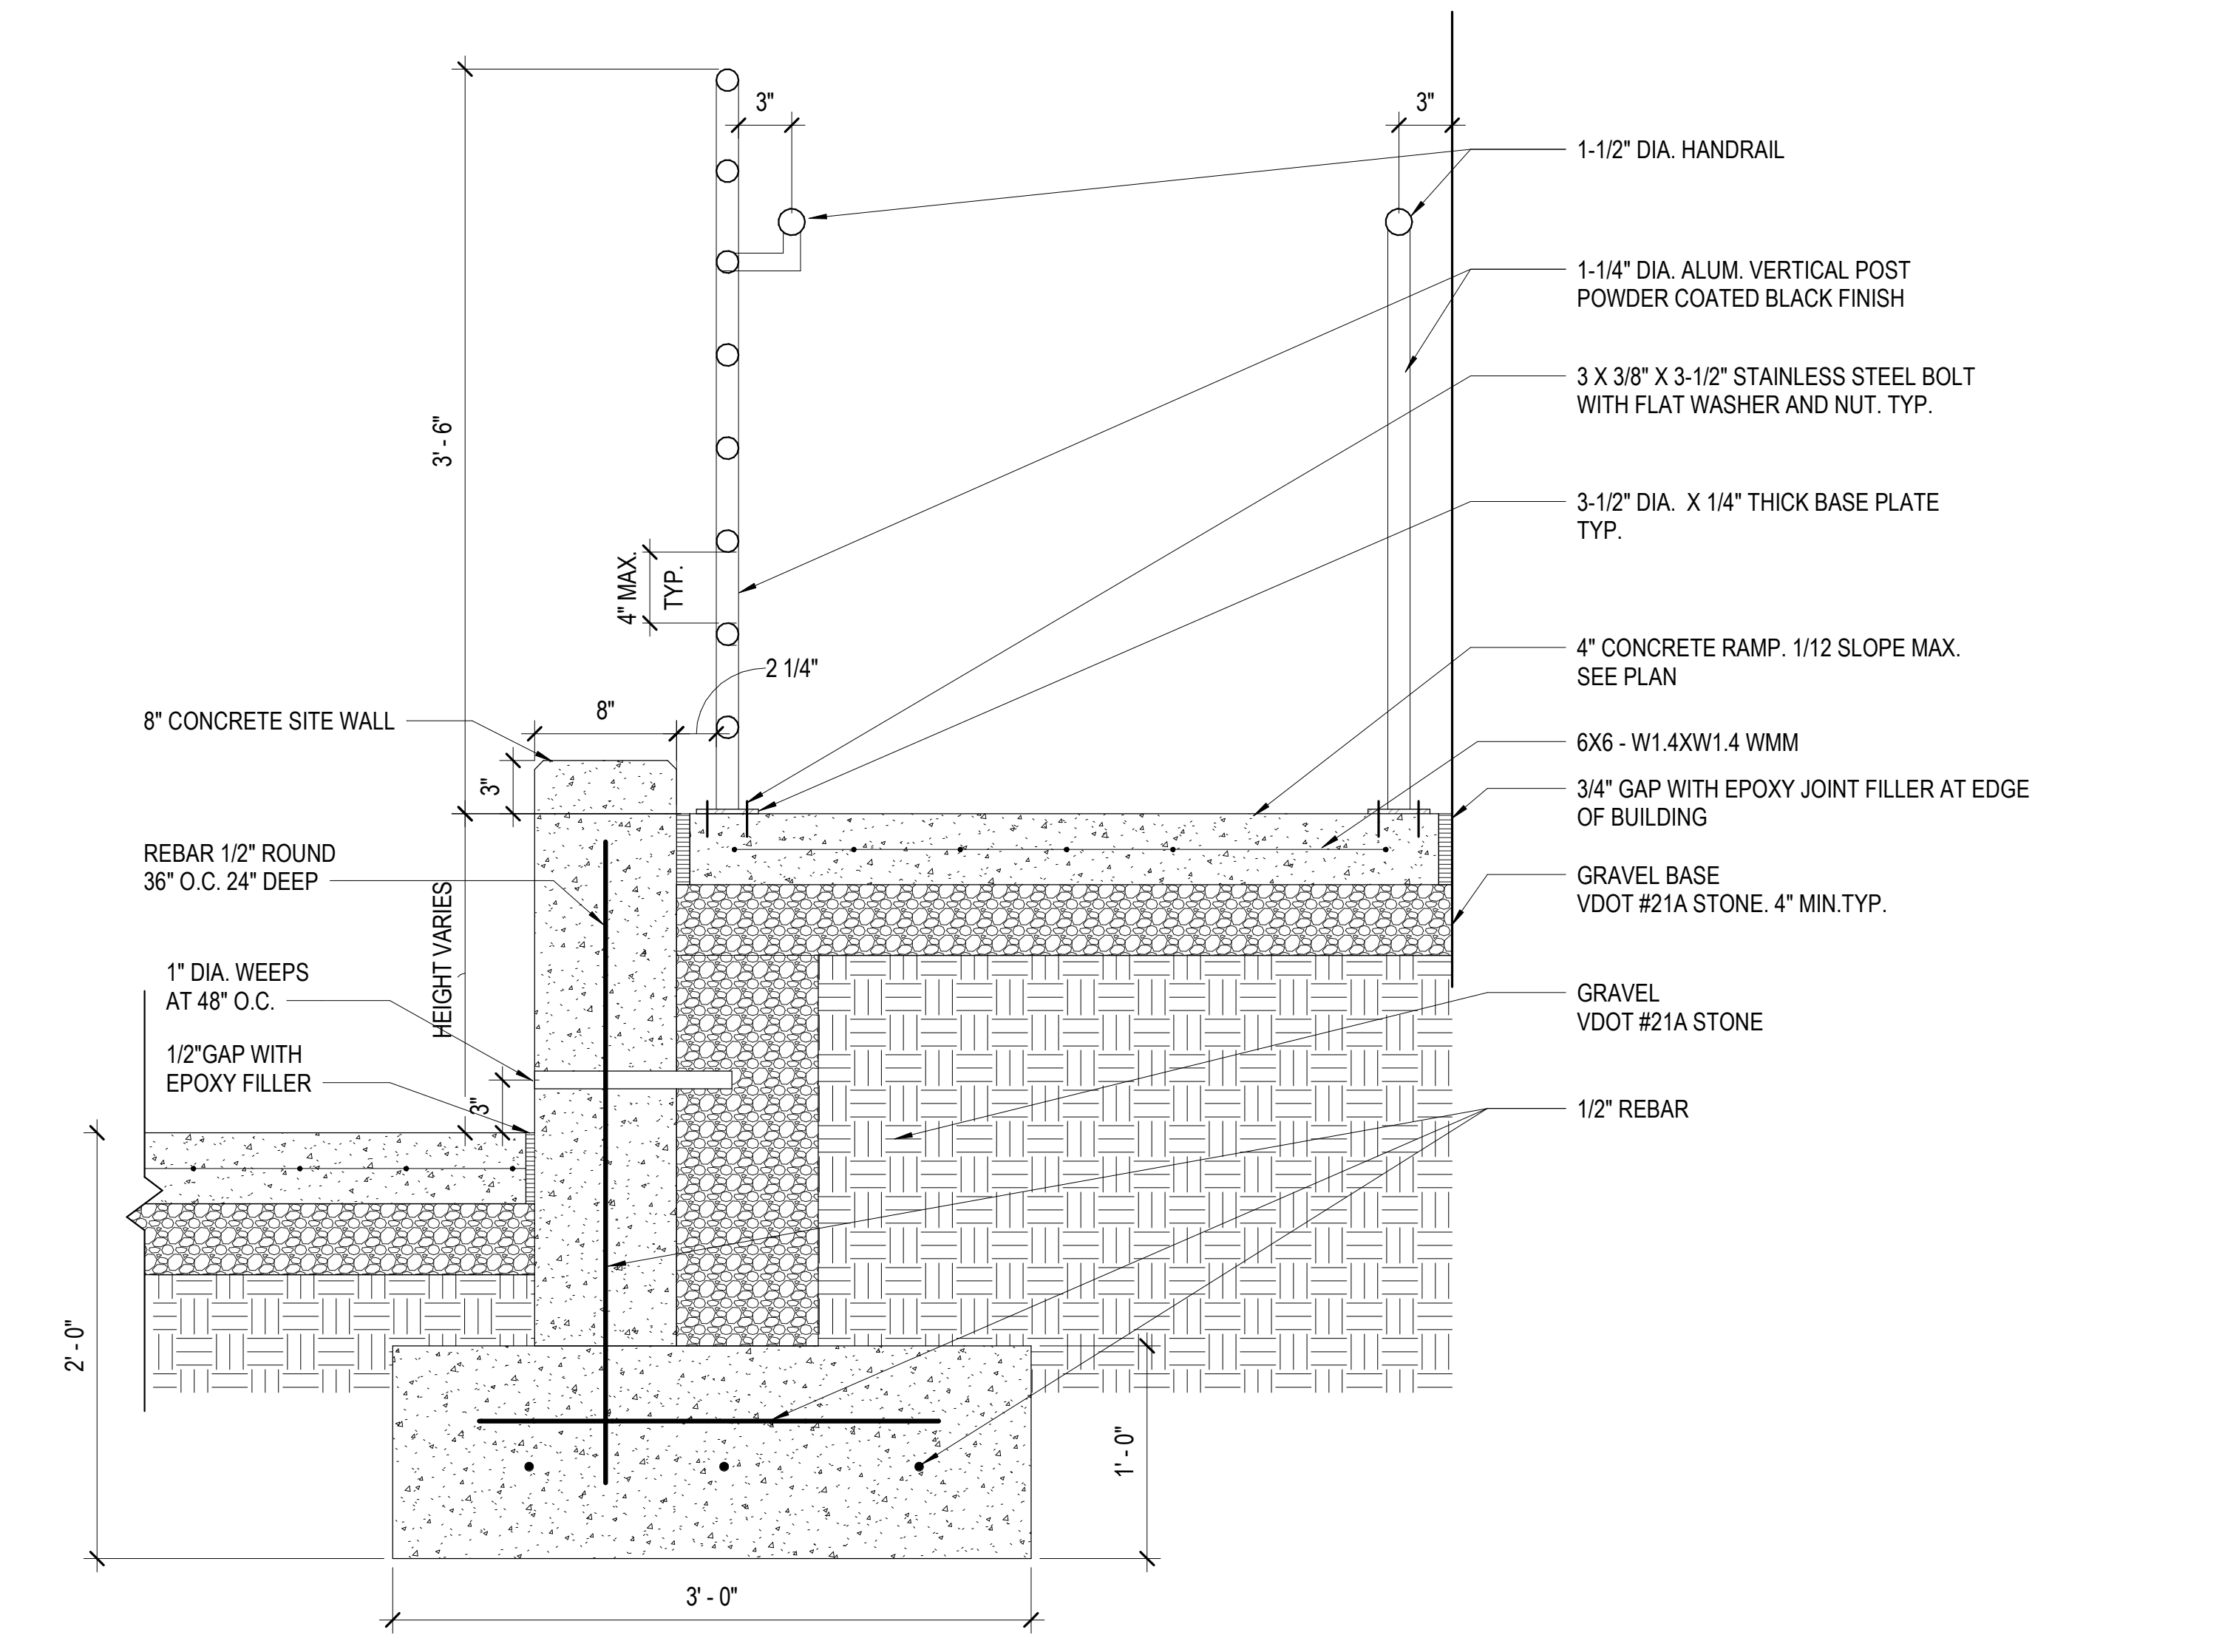 3"
3"
1-1/2" DIA. HANDRAIL
1-1/4" DIA. ALUM. VERTICAL POST
POWDER COATED BLACK FINISH
3 X 3/8" X 3-1/2" STAINLESS STEEL BOLT
WITH FLAT WASHER AND NUT. TYP.
3' - 6"
3-1/2" DIA.  X 1/4" THICK BASE PLATE
TYP.
4" MAX.
TYP.
2 1/4"
4" CONCRETE RAMP. 1/12 SLOPE MAX.
SEE PLAN
8" CONCRETE SITE WALL
8"
6X6 - W1.4XW1.4 WMM
3"
3/4" GAP WITH EPOXY JOINT FILLER AT EDGE
OF BUILDING
REBAR 1/2" ROUND
36" O.C. 24" DEEP
GRAVEL BASE
VDOT #21A STONE. 4" MIN.TYP.
HEIGHT VARIES
1" DIA. WEEPS
AT 48" O.C.
GRAVEL
VDOT #21A STONE
1/2"GAP WITH
EPOXY FILLER
3"
1/2" REBAR
2' - 0"
1' - 0"
3' - 0"